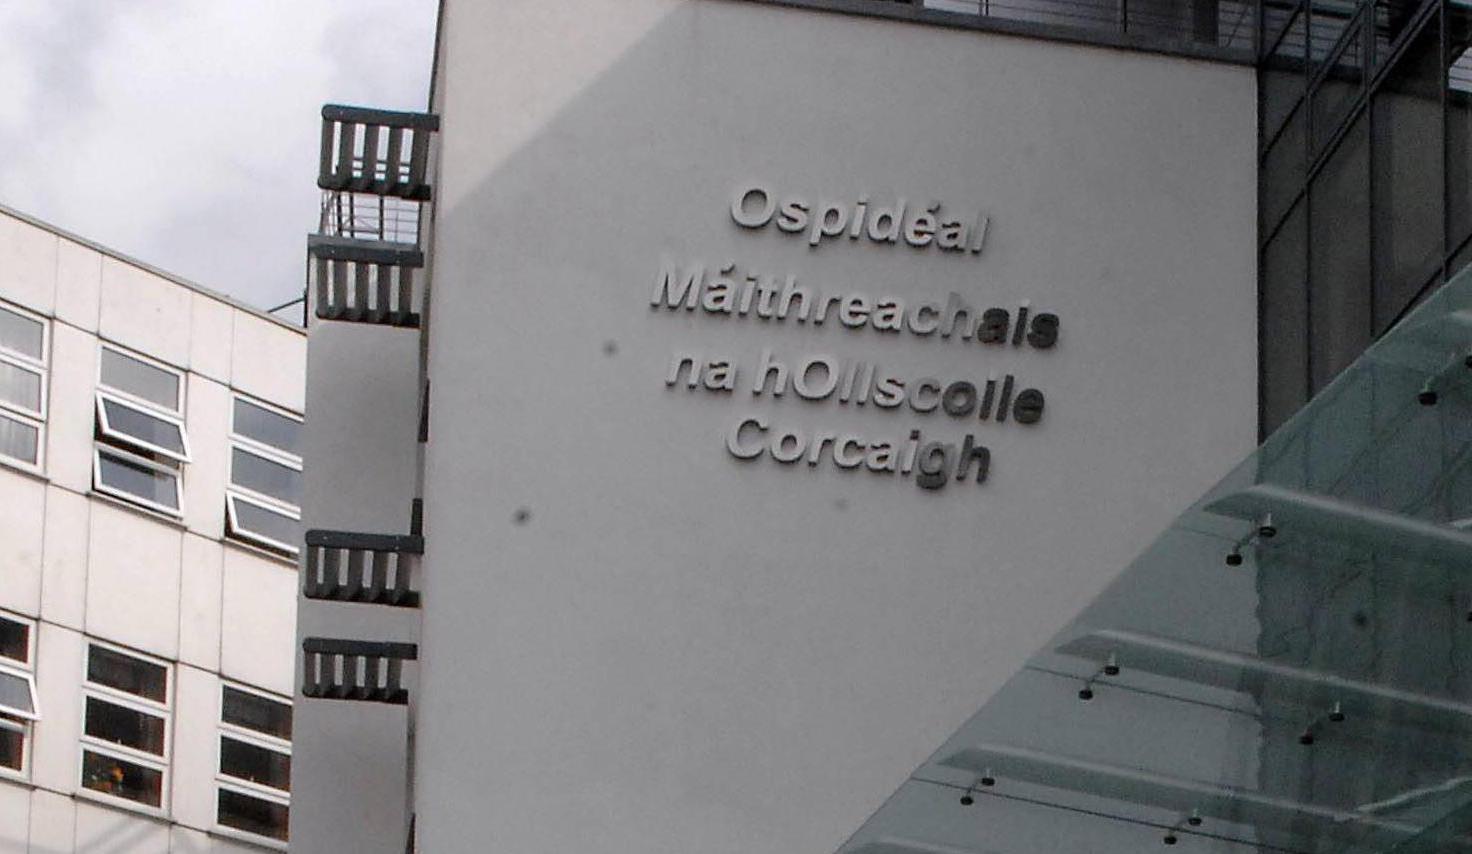 Ospidéal
Máithreachais
na hOllscoile
Corcaigh